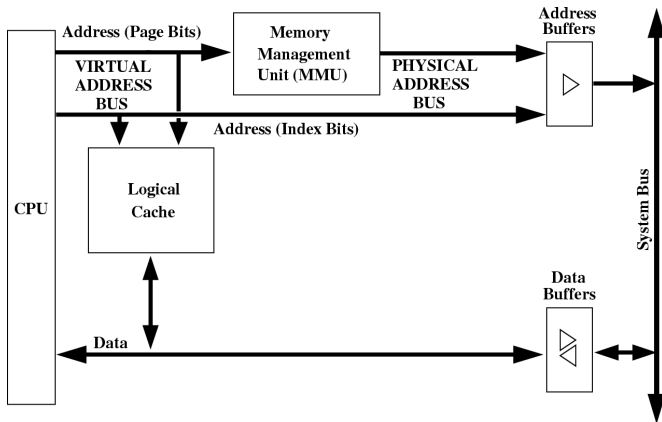 Address (Page Bits)
Memory
Management
Unit (MMU)
Address
Buffers
VIRTUAL
ADDRESS
BUS
PHYSICAL
ADDRESS
BUS
Address (Index Bits)
Logical
Cache
CPU
System Bus
Data
Buffers
Data